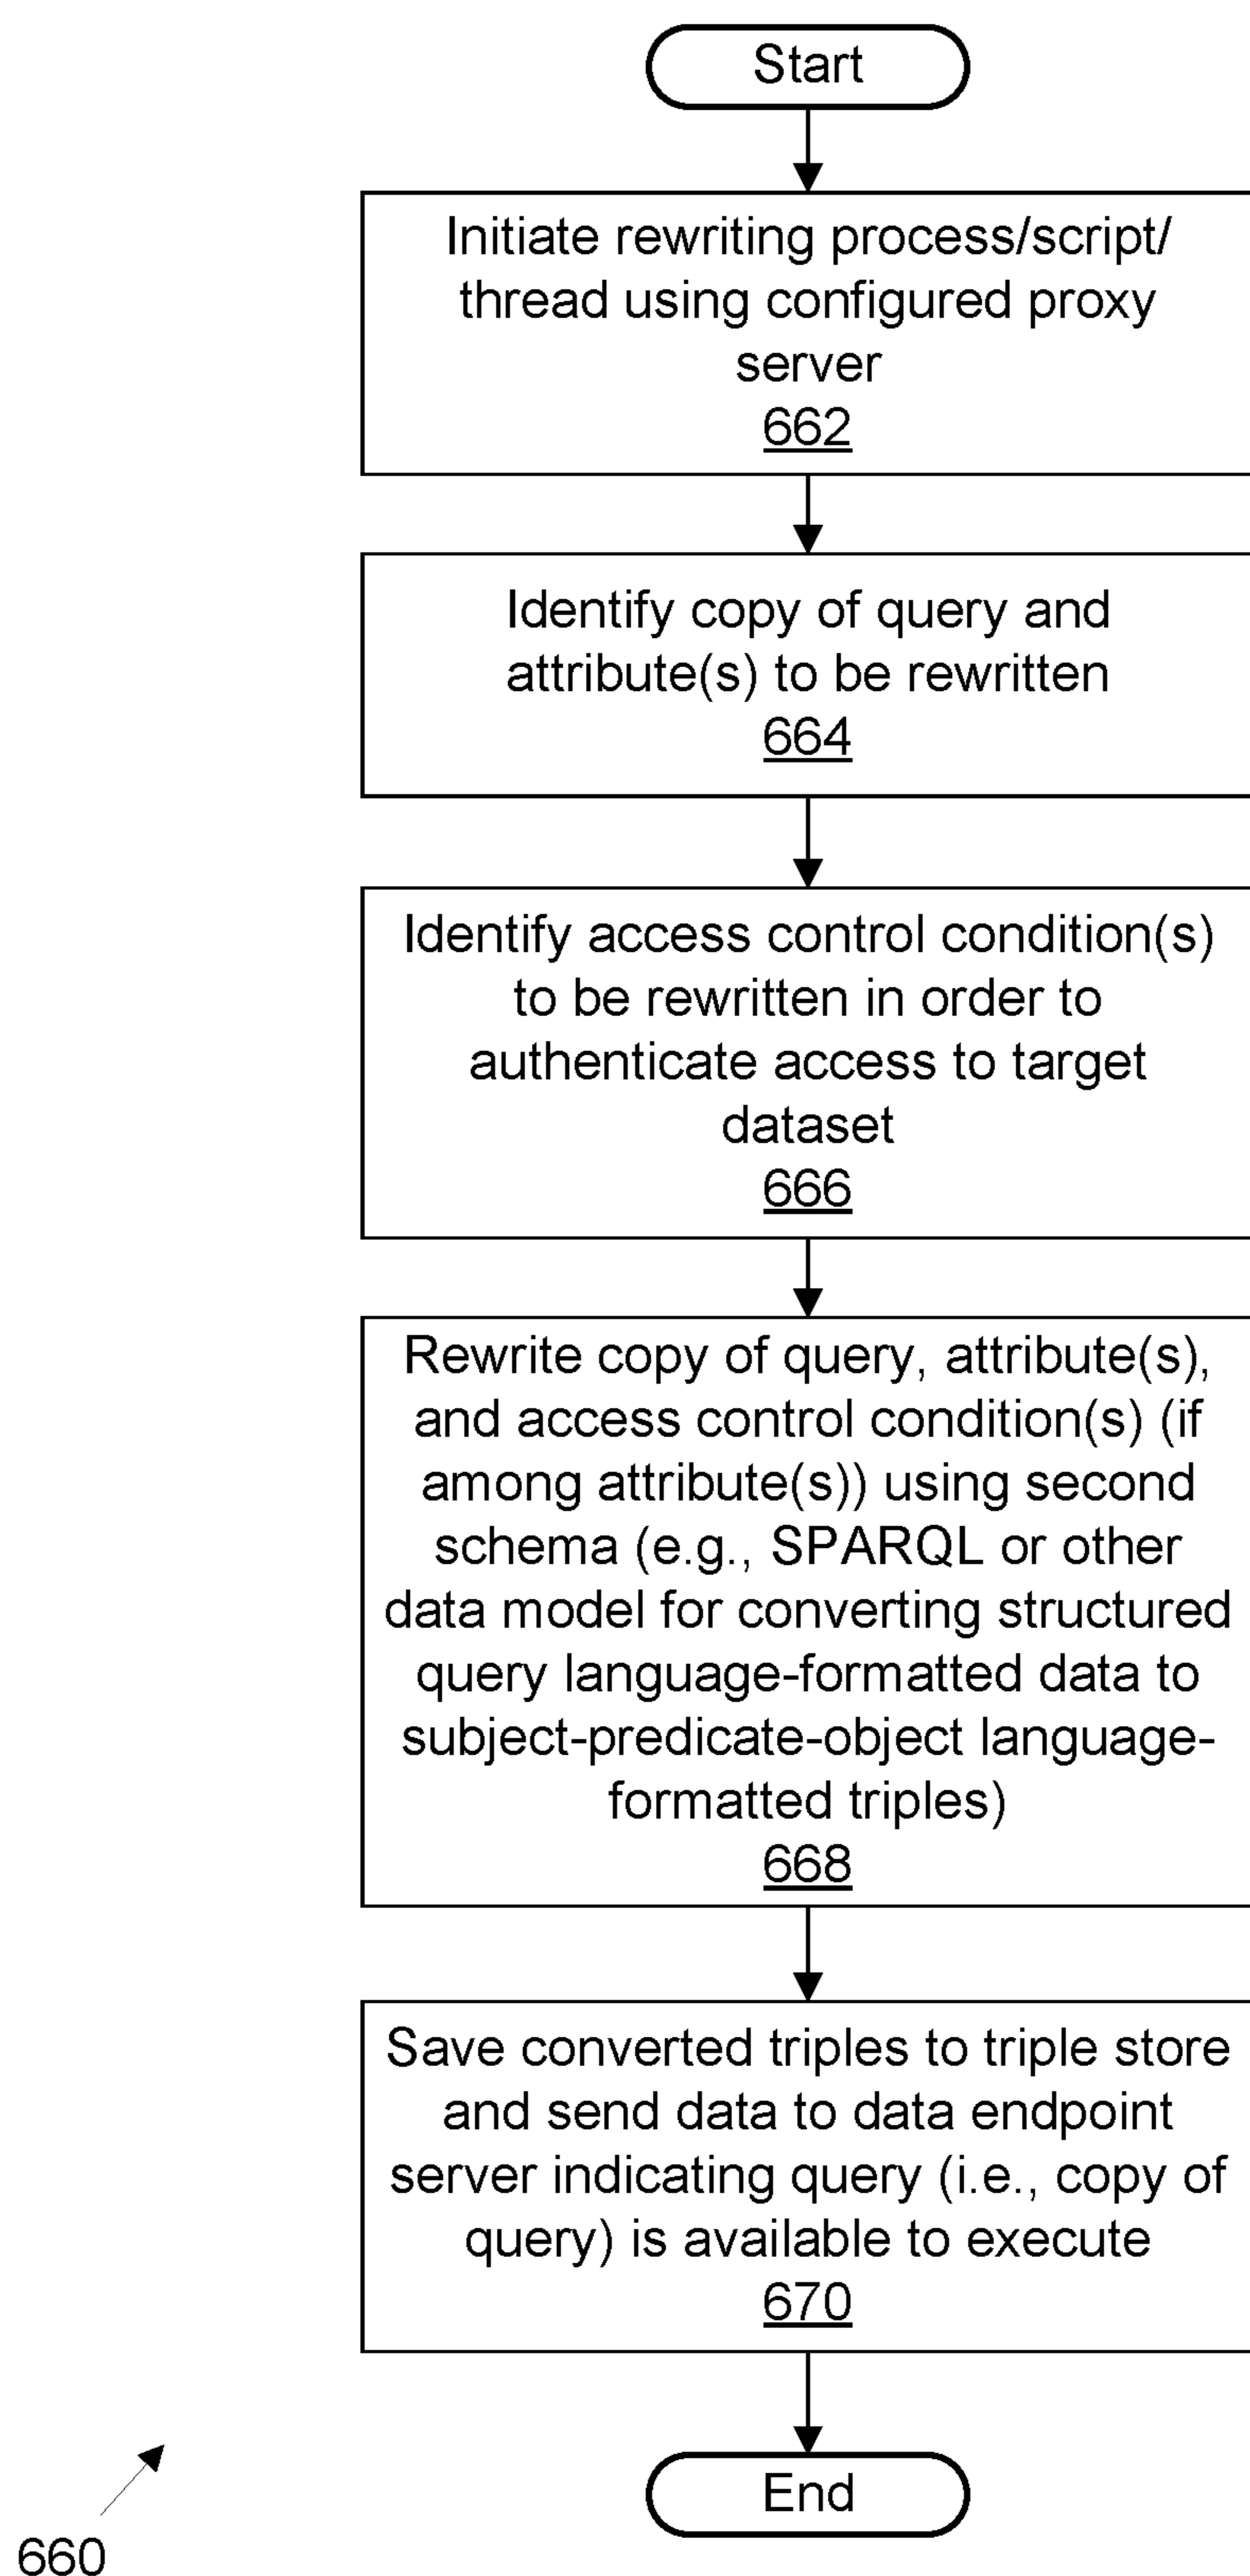 Start
Initiate rewriting process/script/
thread using configured proxy
server
662
Identify copy of query and
attribute(s) to be rewritten
664
Identify access control condition(s)
to be rewritten in order to
authenticate access to target
dataset
666
Rewrite copy of query, attribute(s),
and access control condition(s) (if
among attribute(s)) using second
schema (e.g., SPARQL or other
data model for converting structured
query language-formatted data to
subject-predicate-object language-
formatted triples)
668
Save converted triples to triple store
and send data to data endpoint
server indicating query (i.e., copy of
query) is available to execute
670
End
660